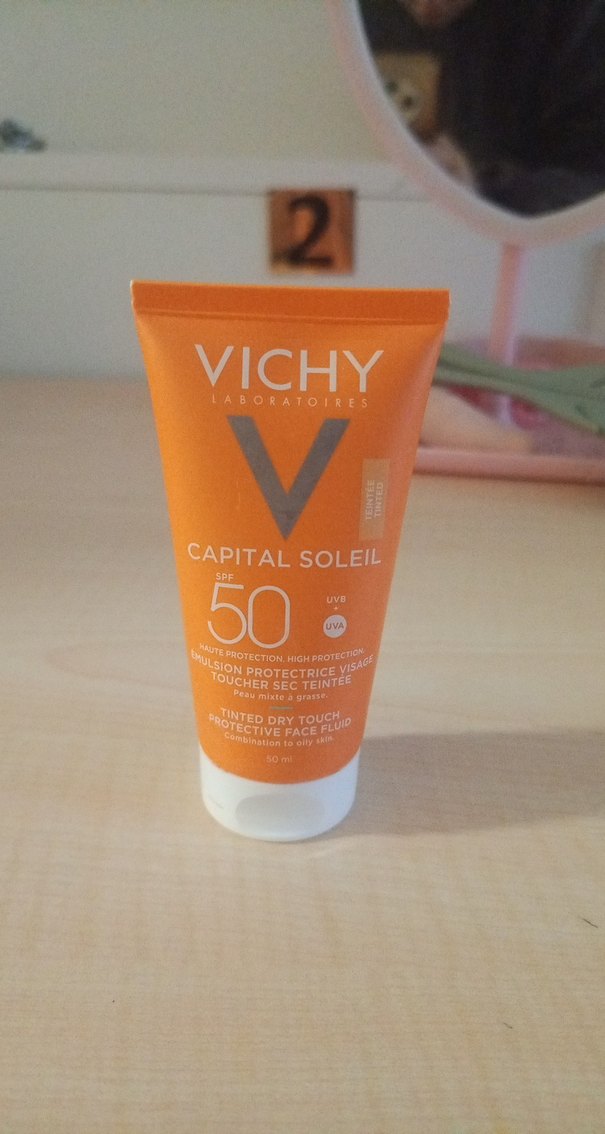 2
VICHY
LABORATOIRES
V
TEINTÉE
TINTED
CAPITAL SOLEIL
SPF
50
UVB
+
UVA
HAUTE PROTECTION. HIGH PROTECTION.
ÉMULSION PROTECTRICE VISAGE
TOUCHER SEC TEINTÉE
Peau mixte à grasse.
TINTED DRY TOUCH
PROTECTIVE FACE FLUID
Combination to oily skin.
50 ml